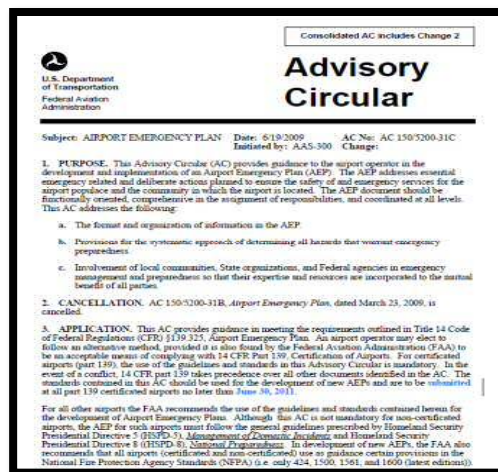 Consolidated AC includes Change 2
Advisory
Circular
U.S. Department
of Transportation
Federal Aviation
Administration
Subject: AIRPORT EMERGENCY PLAN Date: 6/19/2009 AC No: AC 150/5200-31C
Initiated by: AAS-300 Change:
1. PURPOSE. This Advisory Circular (AC) provides guidance to the airport operator in the
development and implementation of an Airport Emergency Plan (AEP). The AEP addresses essential
emergency related and deliberate actions planned to ensure the safety of and emergency services for the
airport populace and the community in which the airport is located. The AEP document should be
functionally oriented, comprehensive in the assignment of responsibilities, and coordinated at all levels.
This AC addresses the following:
a. The format and organization of information in the AEP.
b. Provisions for the systematic approach of determining all hazards that warrant emergency
preparedness.
c. Involvement of local communities, State organizations, and Federal agencies in emergency
management and preparedness so that their expertise and resources are incorporated to the mutual
benefit of all parties.
2. CANCELLATION. AC 150/5200-31B, Airport Emergency Plan, dated March 23, 2009, is
cancelled.
3. APPLICATION. This AC provides guidance in meeting the requirements outlined in Title 14 Code
of Federal Regulations (CFR) §139.325, Airport Emergency Plan. An airport operator may elect to
follow an alternative method, provided it is also found by the Federal Aviation Administration (FAA) to
be an acceptable means of complying with 14 CFR Part 139, Certification of Airports. For certificated
airports (part 139), the use of the guidelines and standards in this Advisory Circular is mandatory. In the
event of a conflict, 14 CFR part 139 takes precedence over all other documents identified in the AC. The
standards contained in this AC should be used for the development of new AEPs and are to be submitted
at all part 139 certificated airports no later than June 30, 2011.
For all other airports the FAA recommends the use of the guidelines and standards contained herein for
the development of Airport Emergency Plans. Although this AC is not mandatory for non-certificated
airports, the AEP for such airports must follow the general guidelines prescribed by Homeland Security
Presidential Directive 5 (HSPD-5), Management of Domestic Incidents and Homeland Security
Presidential Directive 8 ((HSPD-8), National Preparedness. In development of new AEPs, the FAA also
recommends that all airports (certificated and non-certificated) use as guidance certain provisions in the
National Fire Protection Agency Standards (NFPA) (i.e. only 424, 1500, 1561, and 1600 (latest editions)).